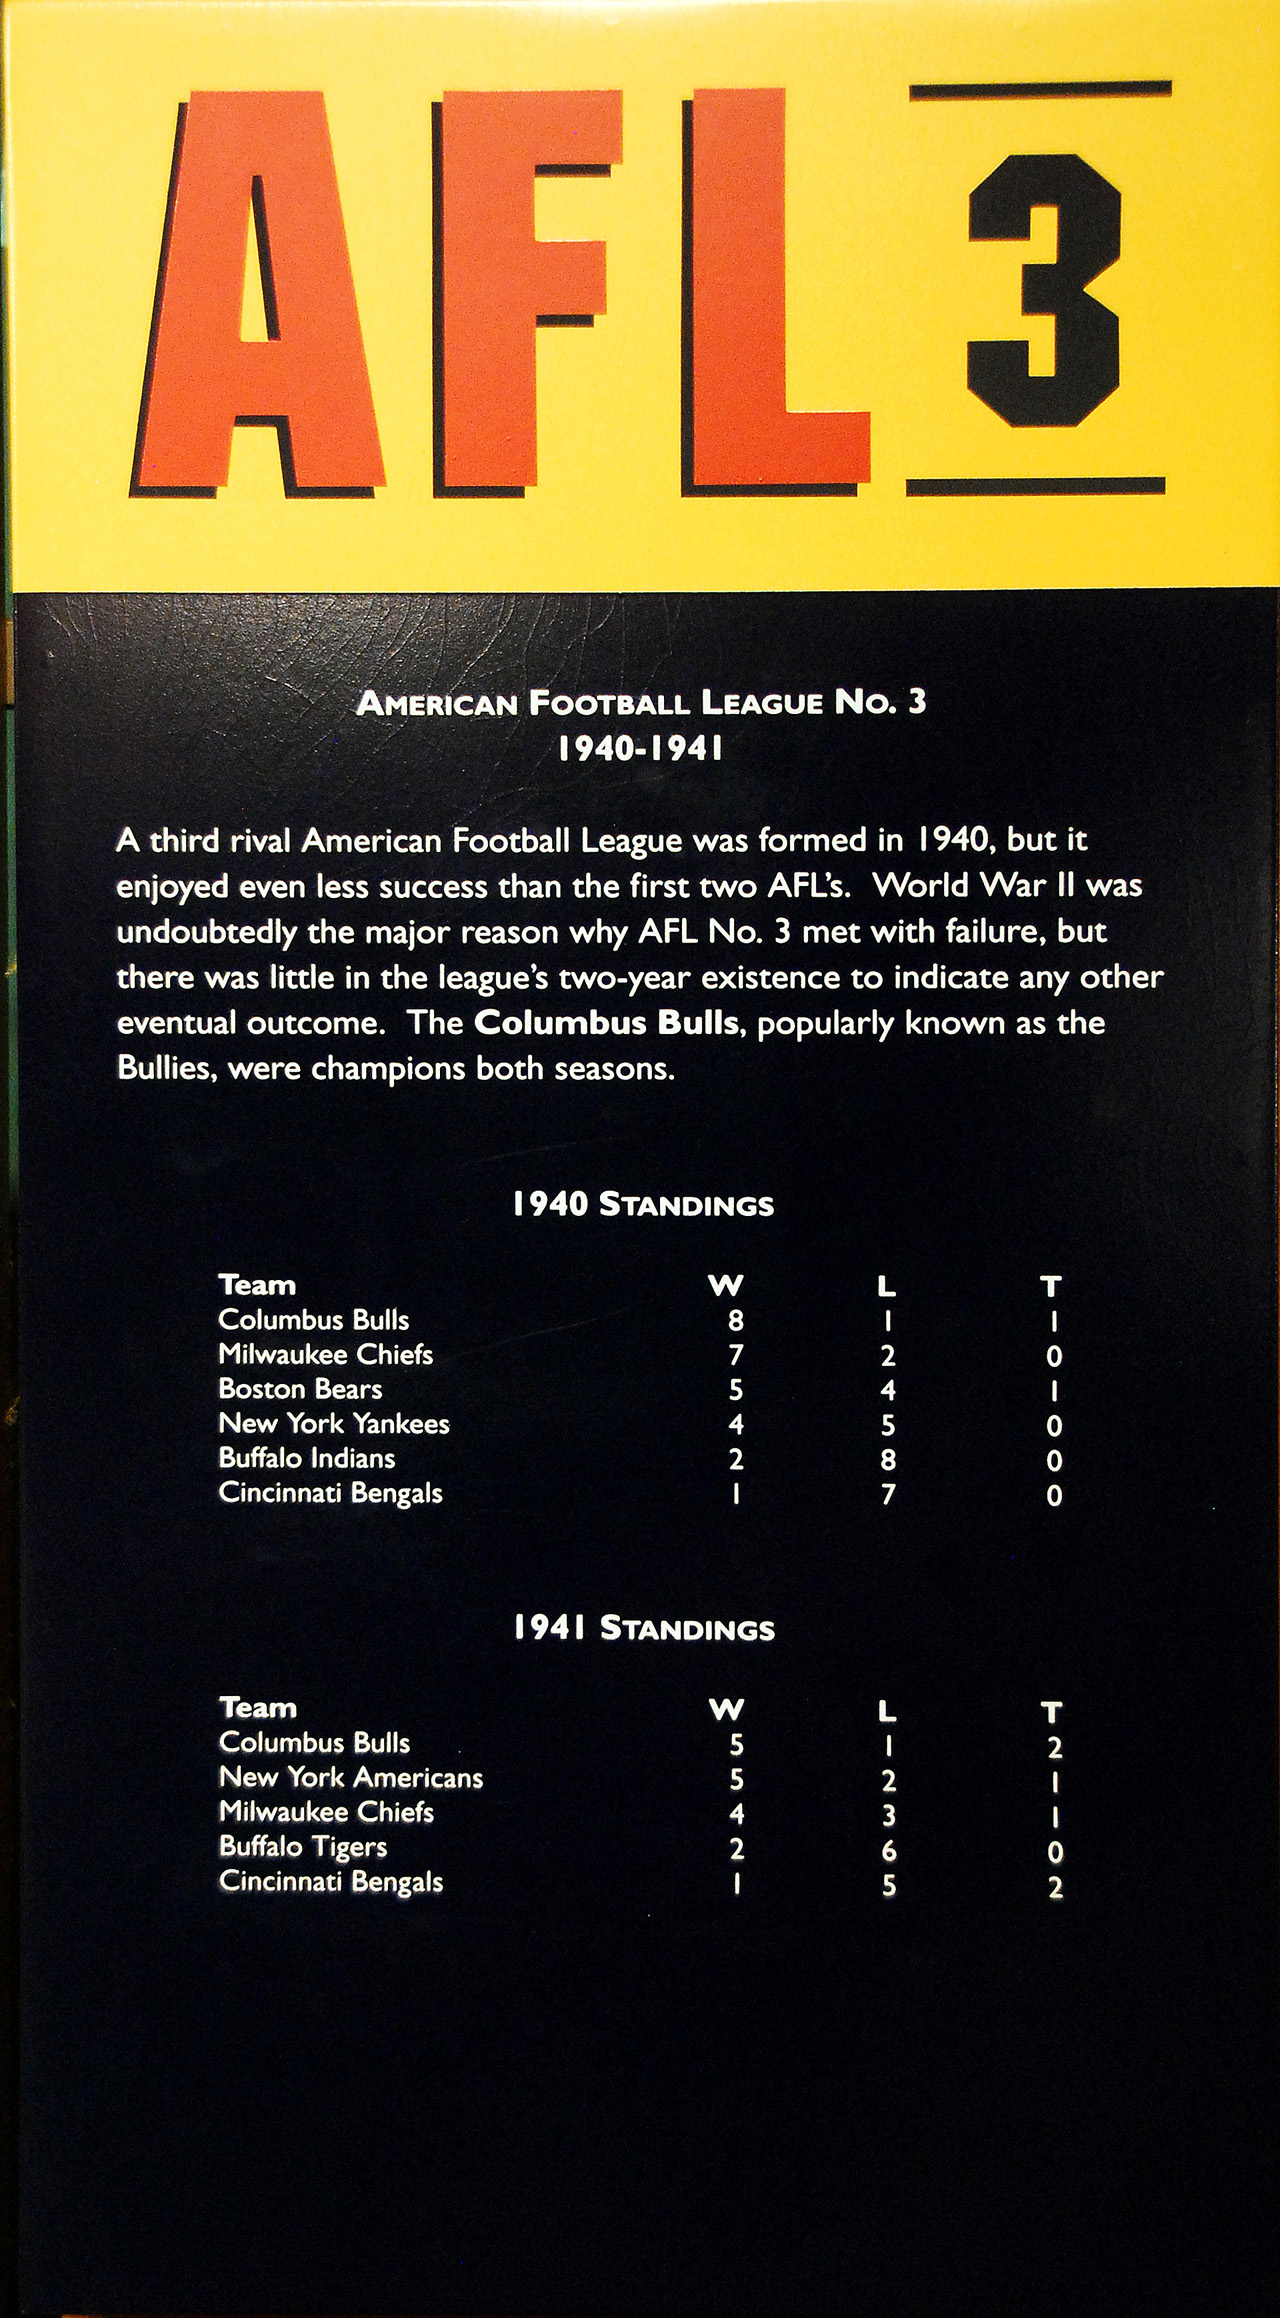 AFL 3
AMERICAN FOOTBALL LEAGUE NO. 3
1940-1941
A third rival American Football League was formed in 1940, but it
enjoyed even less success than the first two AFL's. World War II was
undoubtedly the major reason why AFL No. 3 met with failure, but
there was little in the league's two-year existence to indicate any other
eventual outcome. The Columbus Bulls, popularly known as the
Bullies, were champions both seasons.
1940 STANDINGS
Team W L T
Columbus Bulls 8 1 1
Milwaukee Chiefs 7 2 0
Boston Bears 5 4 1
New York Yankees 4 5 0
Buffalo Indians 2 8 0
Cincinnati Bengals 1 7 0
1941 STANDINGS
Team W L T
Columbus Bulls 5 1 2
New York Americans 5 2 1
Milwaukee Chiefs 4 3 1
Buffalo Tigers 2 6 0
Cincinnati Bengals 1 5 2